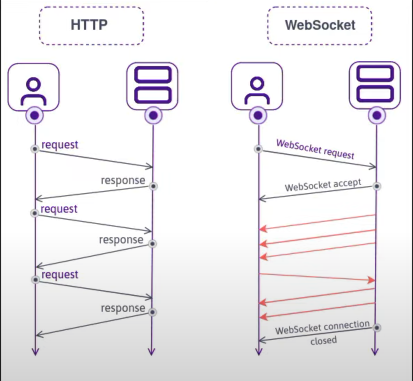 HTTP
WebSocket
request
response
request
response
request
response
WebSocket request
WebSocket accept
WebSocket connection
closed